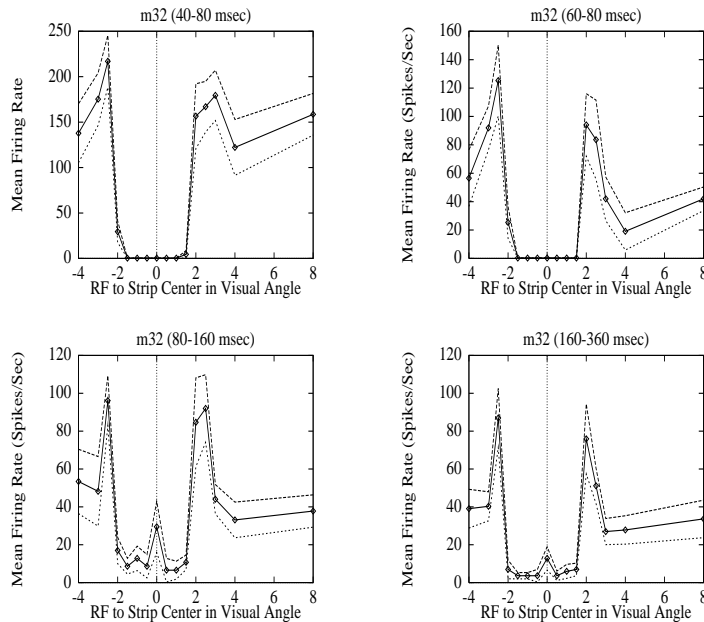 m32 (40-80 msec)
Mean Firing Rate
250
200
150
100
50
0
-4 -2 0 2 4 6 8
RF to Strip Center in Visual Angle
m32 (60-80 msec)
Mean Firing Rate (Spikes/Sec)
160
140
120
100
80
60
40
20
0
-4 -2 0 2 4 6 8
RF to Strip Center in Visual Angle
m32 (80-160 msec)
Mean Firing Rate (Spikes/Sec)
120
100
80
60
40
20
0
-4 -2 0 2 4 6 8
RF to Strip Center in Visual Angle
m32 (160-360 msec)
Mean Firing Rate (Spikes/Sec)
120
100
80
60
40
20
0
-4 -2 0 2 4 6 8
RF to Strip Center in Visual Angle